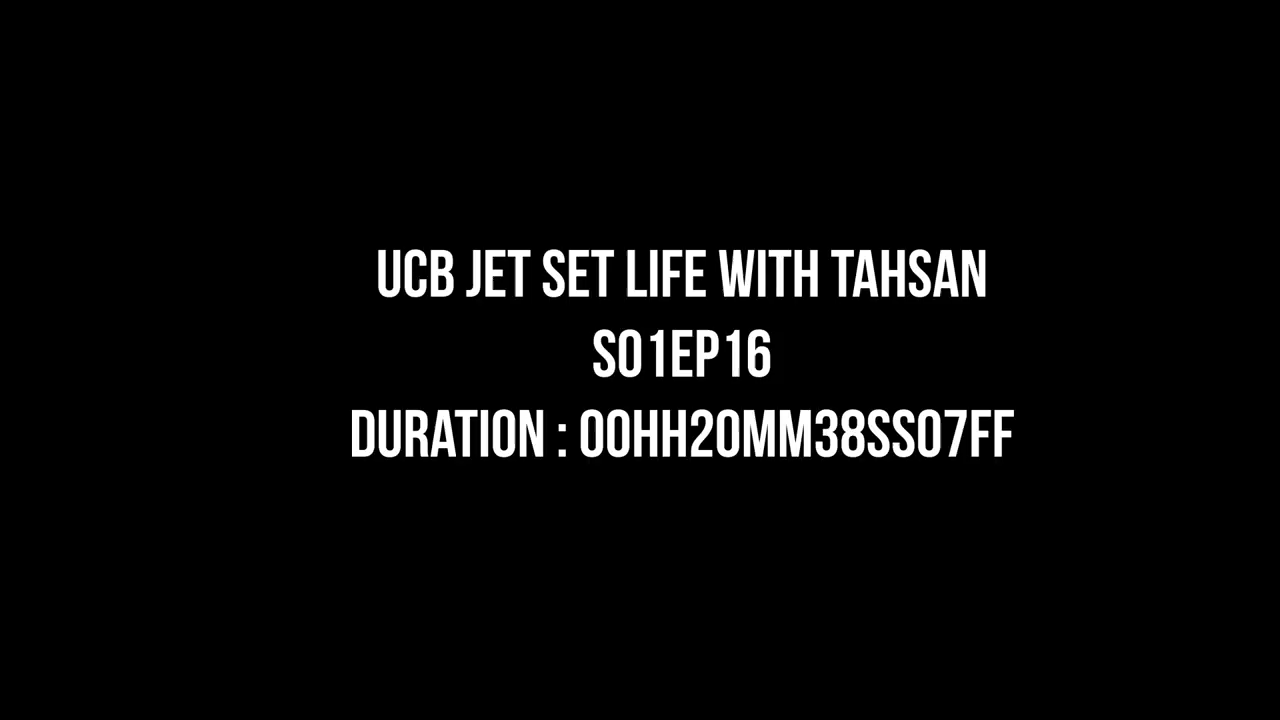 UCB JET SET LIFE WITH TAHSAN
S01EP16
DURATION : 00HH20MM38SS07FF